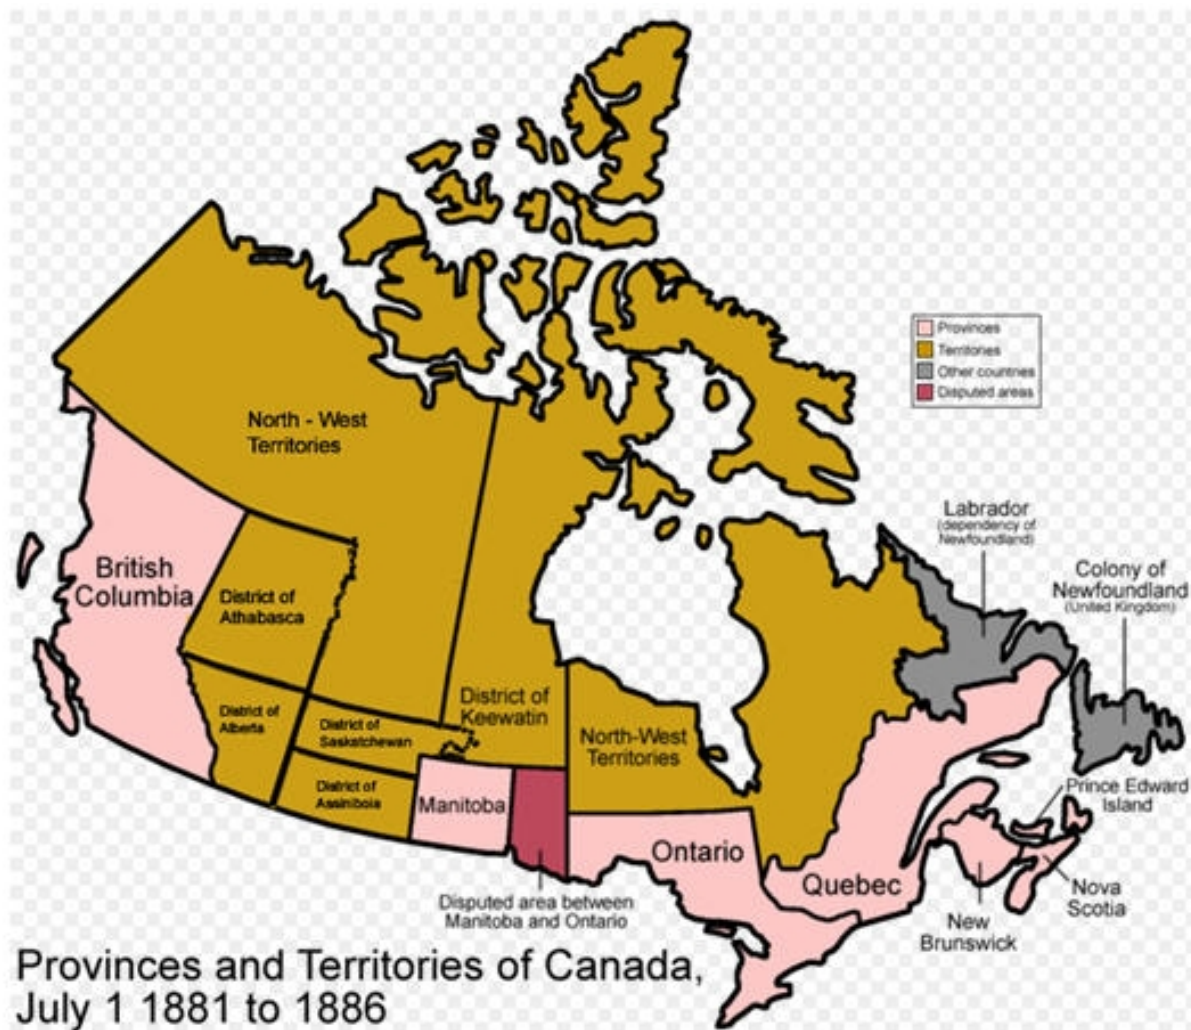 Provinces
Territories
Other countries
Disputed areas
North - West
Territories
Labrador
(dependency of
Newfoundland)
Colony of
Newfoundland
(United Kingdom)
British
Columbia
District of
Athabasca
District of
Alberta
District of
Saskatchewan
District of
Assiniboia
District of
Keewatin
North-West
Territories
Manitoba
Prince Edward
Island
Ontario
Quebec
Nova
Scotia
New
Brunswick
Disputed area between
Manitoba and Ontario
Provinces and Territories of Canada,
July 1 1881 to 1886